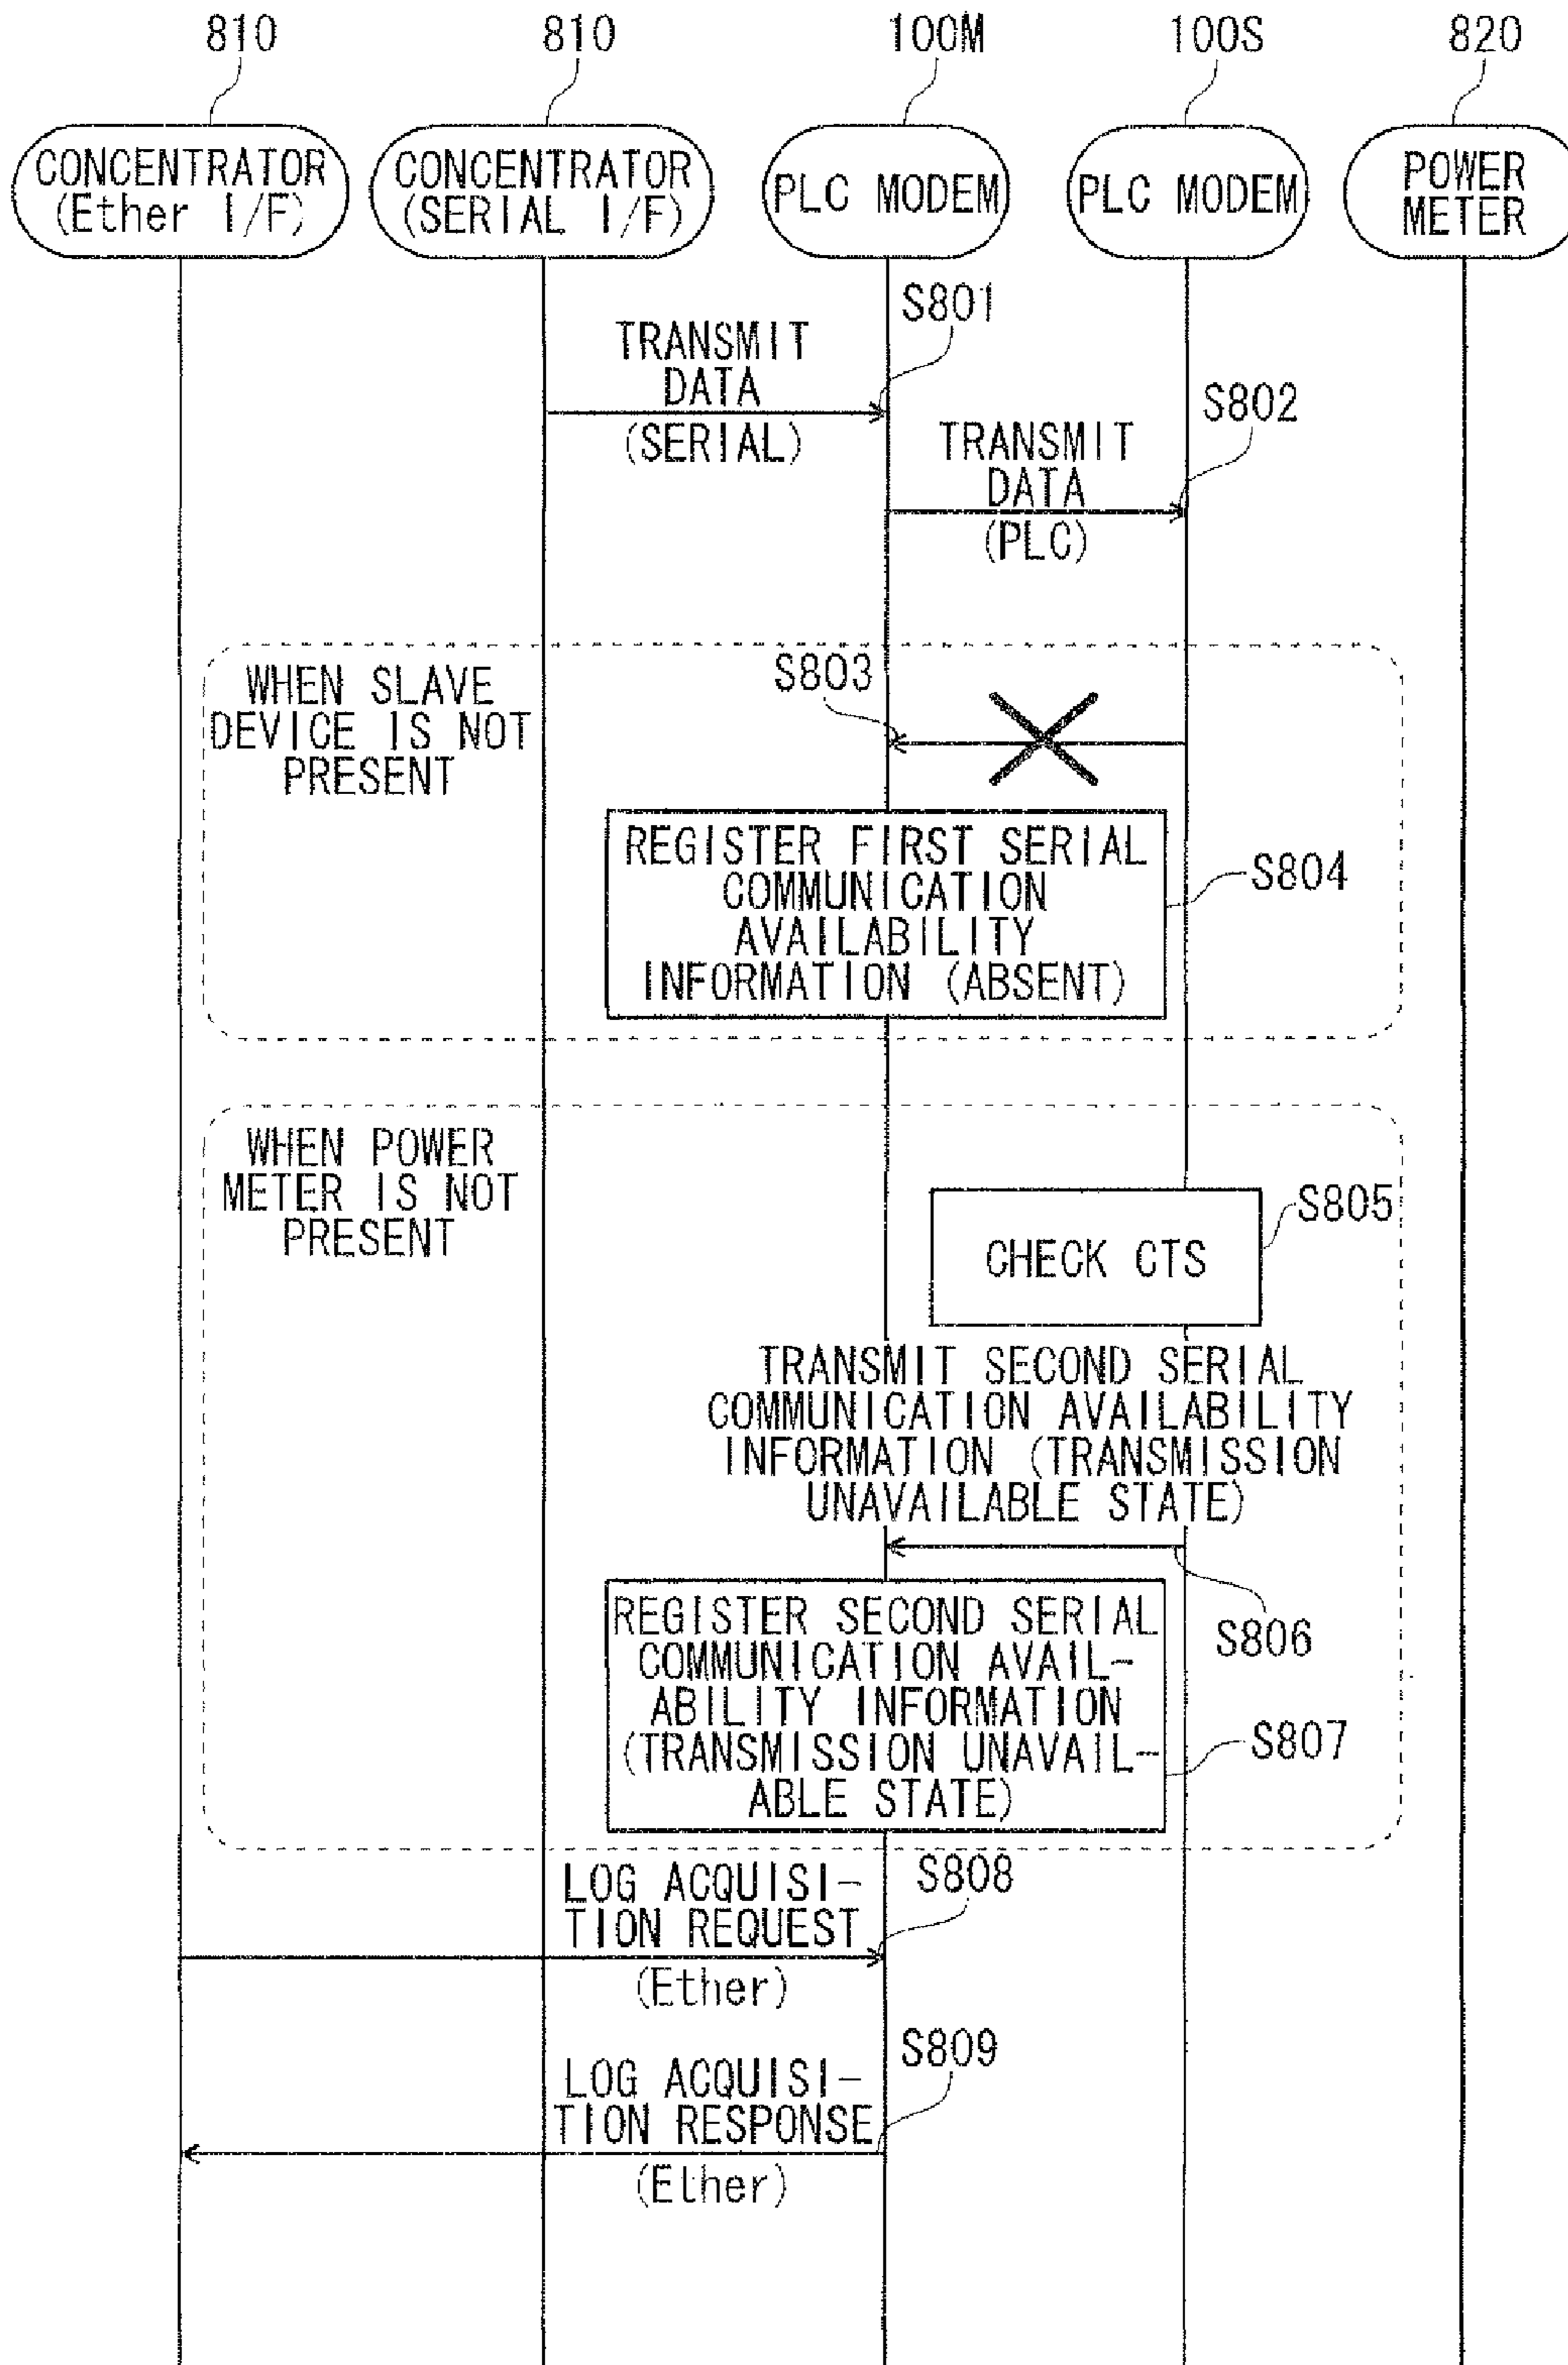 810
810
100M
100S
820
CONCENTRATOR
(Ether I/F)
CONCENTRATOR
(SERIAL I/F)
PLC MODEM
PLC MODEM
POWER
METER
S801
TRANSMIT
DATA
(SERIAL)
S802
TRANSMIT
DATA
(PLC)
WHEN SLAVE
DEVICE IS NOT
PRESENT
S803
REGISTER FIRST SERIAL
COMMUNICATION
AVAILABILITY
INFORMATION (ABSENT)
S804
WHEN POWER
METER IS NOT
PRESENT
S805
CHECK CTS
TRANSMIT SECOND SERIAL
COMMUNICATION AVAILABILITY
INFORMATION (TRANSMISSION
UNAVAILABLE STATE)
S806
REGISTER SECOND SERIAL
COMMUNICATION AVAIL-
ABILITY INFORMATION
(TRANSMISSION UNAVAIL-
ABLE STATE)
S807
LOG ACQUISI-
TION REQUEST
(Ether)
S808
S809
LOG ACQUISI-
TION RESPONSE
(Ether)